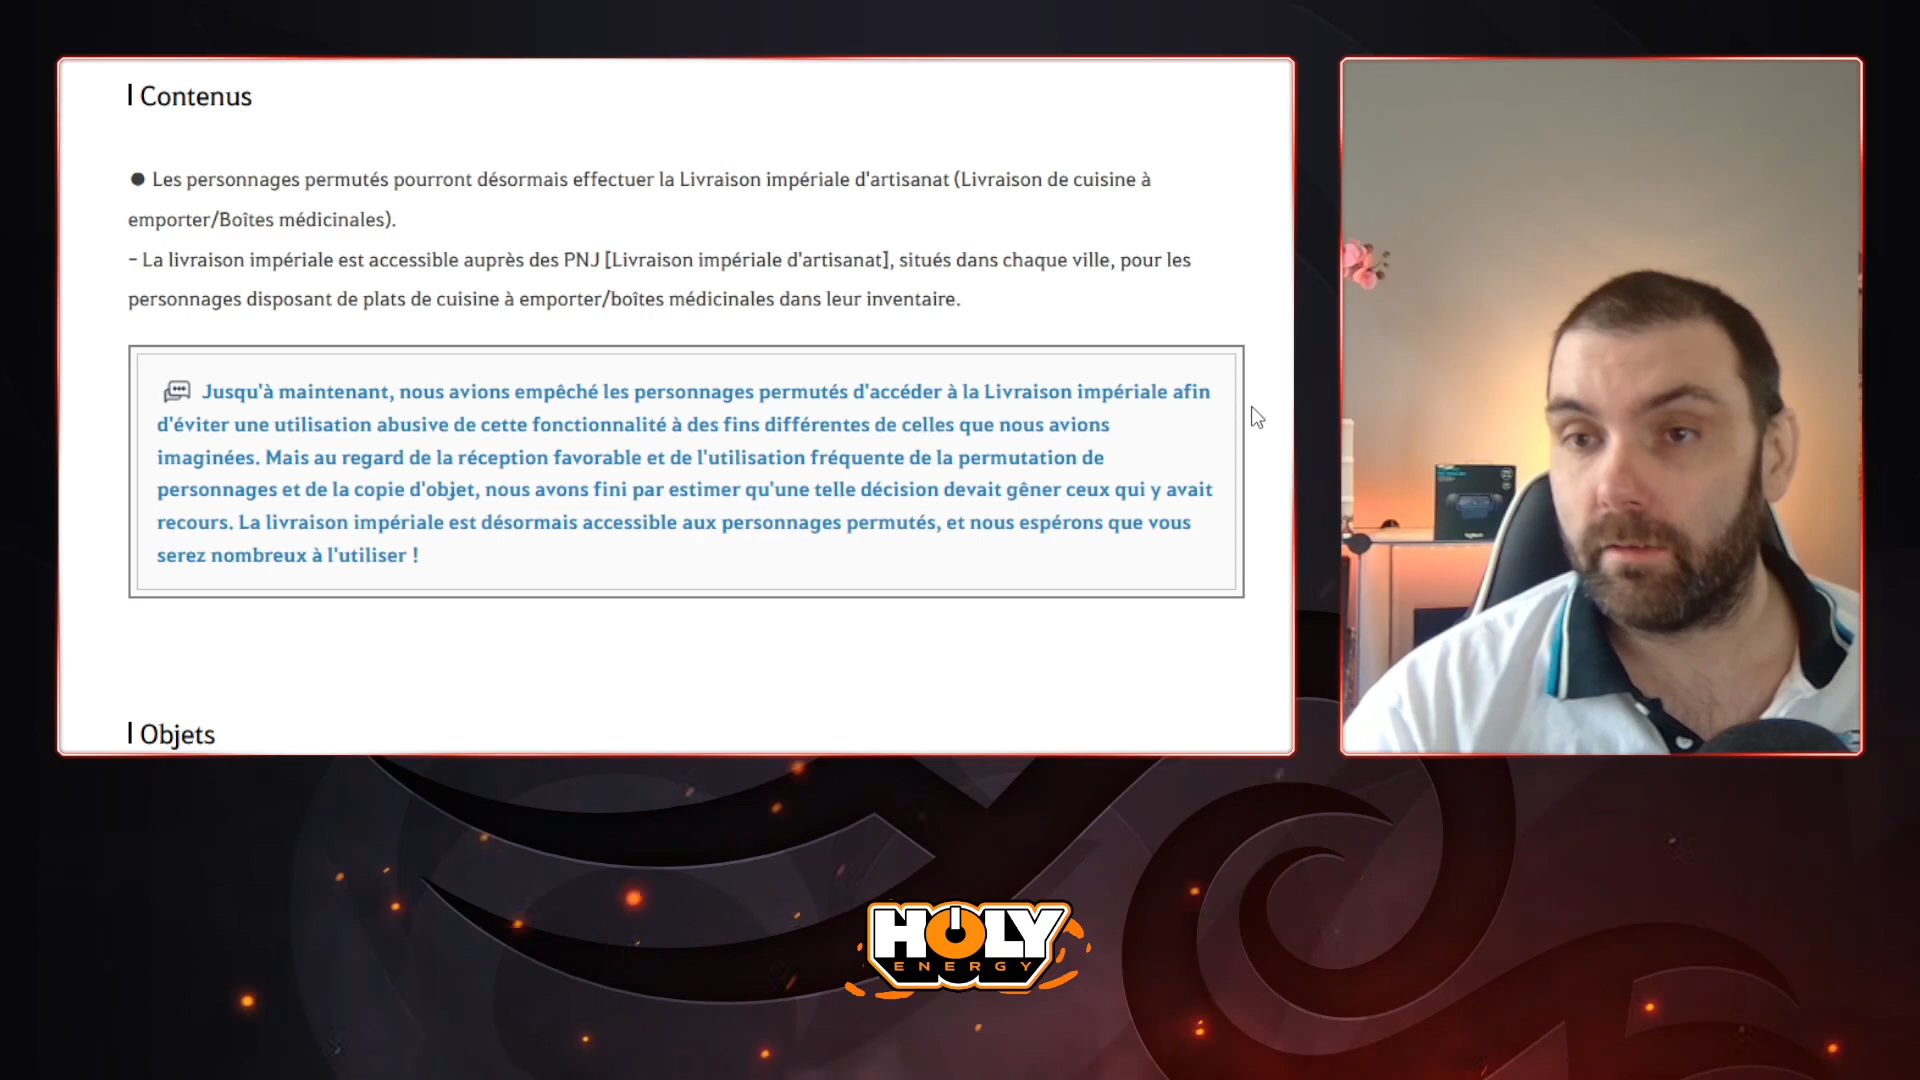 Contenus
● Les personnages permutés pourront désormais effectuer la Livraison impériale d'artisanat (Livraison de cuisine à
emporter/Boîtes médicinales).
- La livraison impériale est accessible auprès des PNJ [Livraison impériale d'artisanat], situés dans chaque ville, pour les
personnages disposant de plats de cuisine à emporter/boîtes médicinales dans leur inventaire.
Jusqu'à maintenant, nous avions empêché les personnages permutés d'accéder à la Livraison impériale afin
d'éviter une utilisation abusive de cette fonctionnalité à des fins différentes de celles que nous avions
imaginées. Mais au regard de la réception favorable et de l'utilisation fréquente de la permutation de
personnages et de la copie d'objet, nous avons fini par estimer qu'une telle décision devait gêner ceux qui y avait
recours. La livraison impériale est désormais accessible aux personnages permutés, et nous espérons que vous
serez nombreux à l'utiliser !
Objets
HOLY
ENERGY